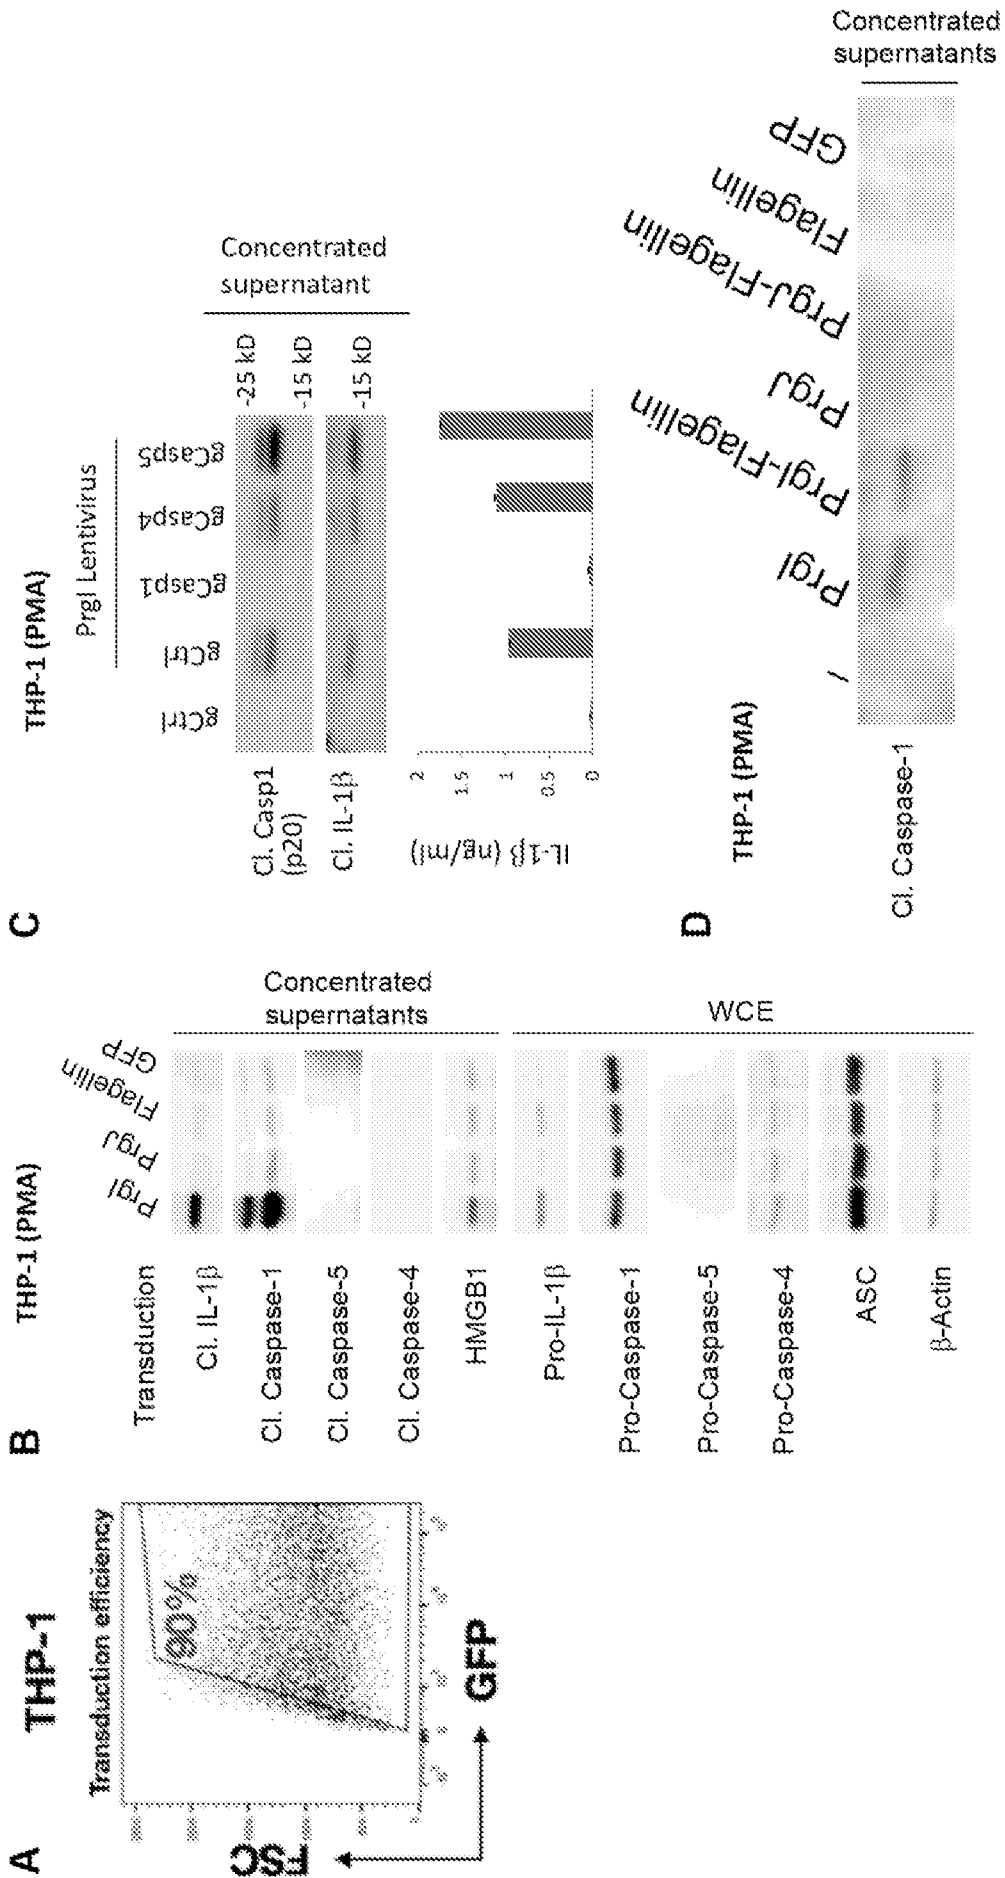 A
THP-1
Transduction efficiency
90%
FSC
GFP
B
THP-1 (PMA)
Transduction
PrgI
PrgJ
Flagellin
GFP
Cl. IL-1β
Cl. Caspase-1
Cl. Caspase-5
Cl. Caspase-4
HMGB1
Concentrated
supernatants
Pro-IL-1β
Pro-Caspase-1
Pro-Caspase-5
Pro-Caspase-4
ASC
β-Actin
WCE
C
THP-1 (PMA)
PrgI Lentivirus
gCtrl
gCtrl
gCasp1
gCasp4
gCasp5
Cl. Casp1
(p20)
-25 kD
-15 kD
Cl. IL-1β
-15 kD
Concentrated
supernatant
IL-1β (ng/ml)
2
1.5
1
0.5
0
D
THP-1 (PMA)
/
PrgI
PrgI-Flagellin
PrgJ
PrgJ-Flagellin
Flagellin
GFP
Cl. Caspase-1
Concentrated
supernatants